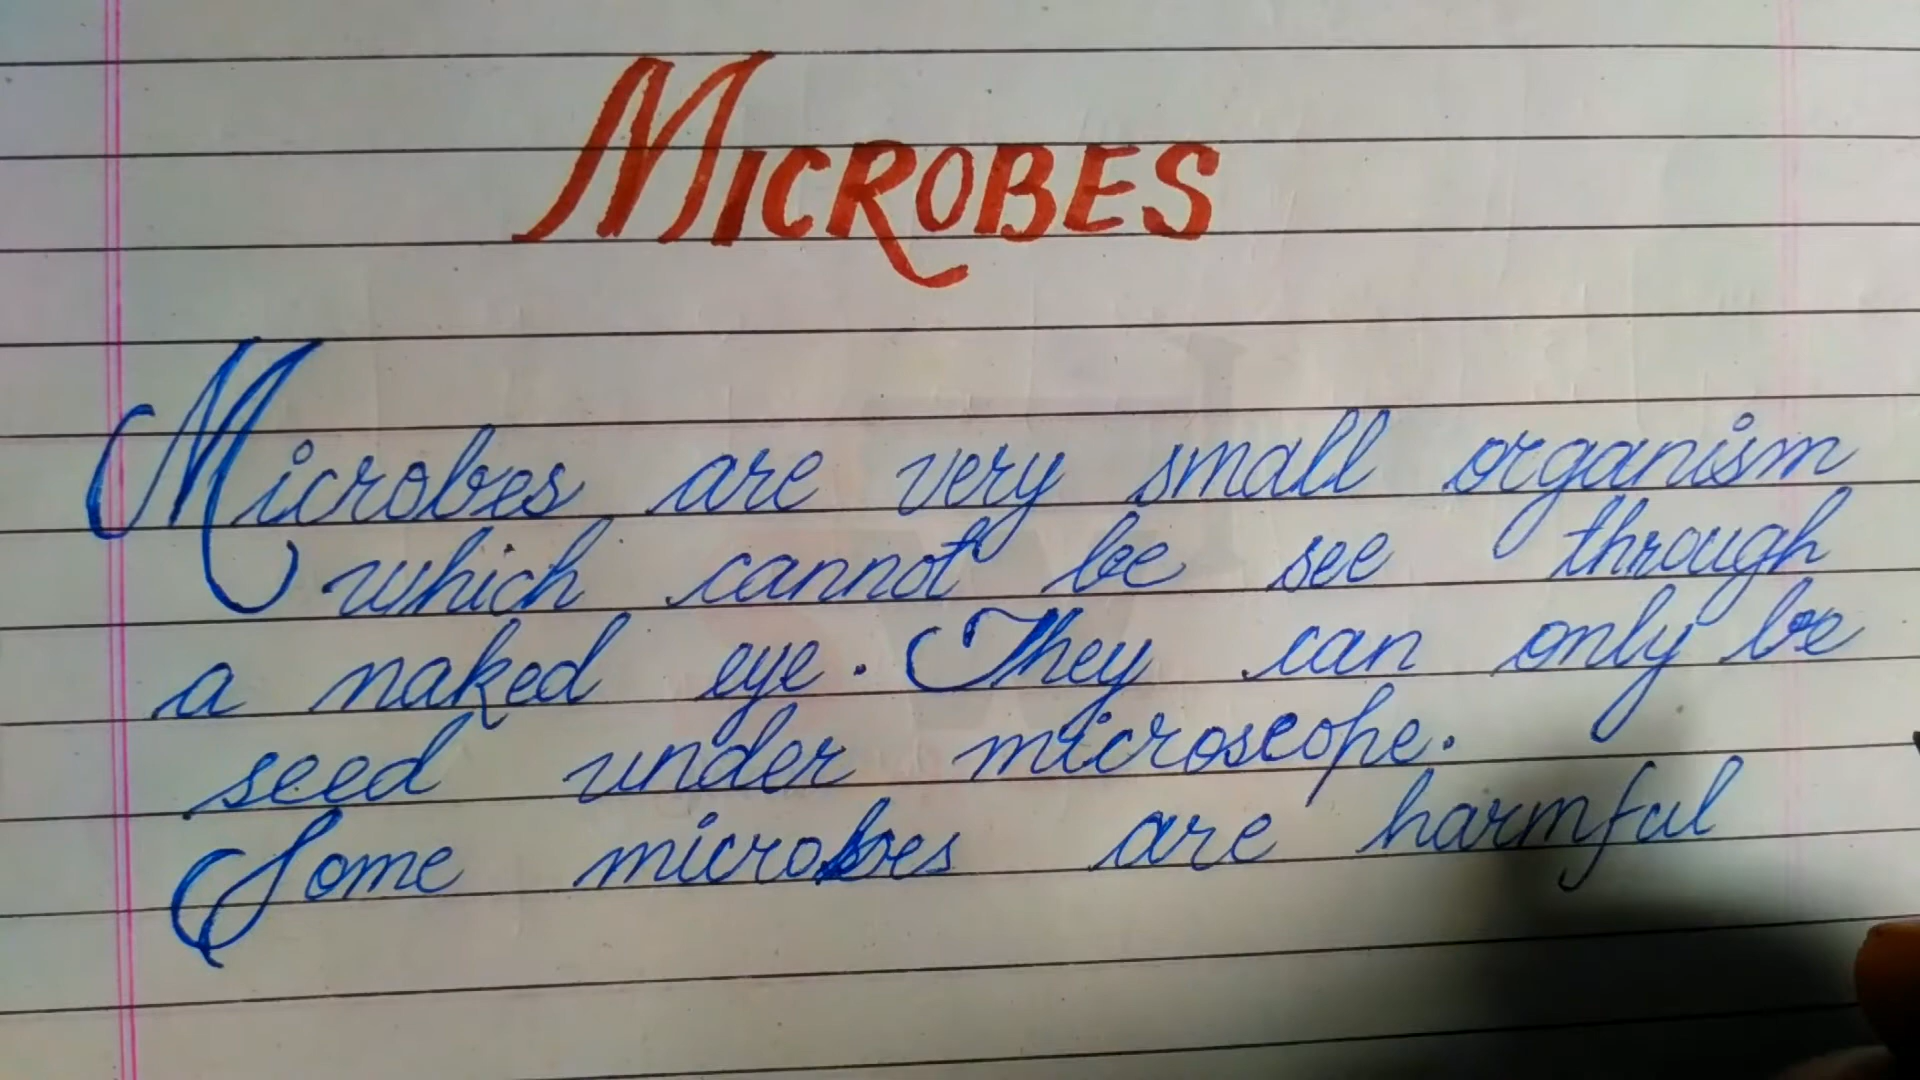 MICROBES
Microbes are very small organism
which cannot be see through
a naked eye. They can only be
seed under microscope.
Some microbes are harmful